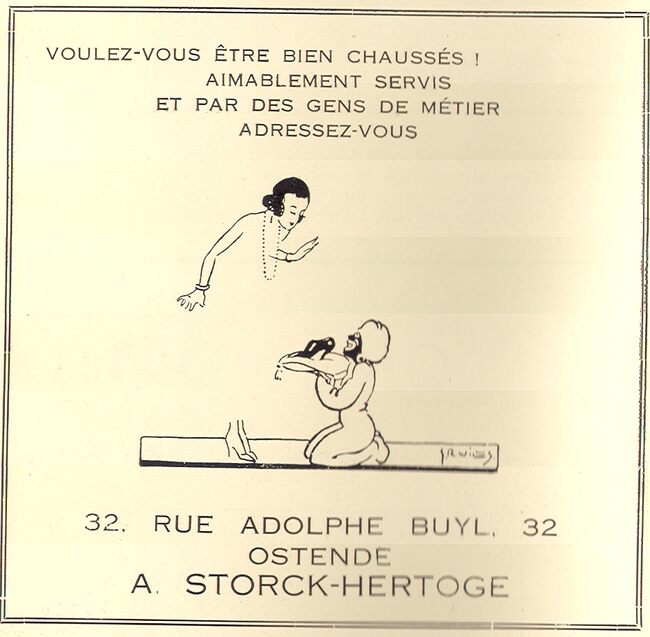 VOULEZ-VOUS ÊTRE BIEN CHAUSSÉS !
AIMABLEMENT SERVIS
ET PAR DES GENS DE MÉTIER
ADRESSEZ-VOUS
32, RUE ADOLPHE BUYL, 32
OSTENDE
A. STORCK-HERTOGE